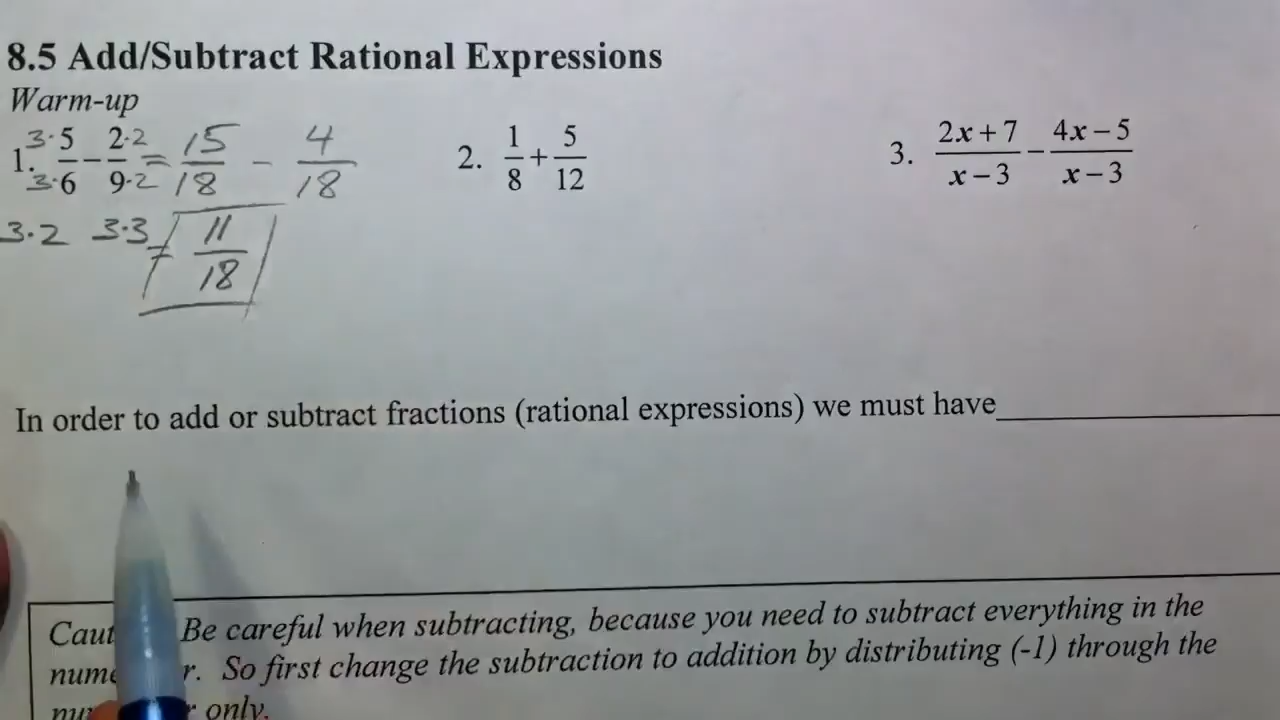 8.5 Add/Subtract Rational Expressions
Warm-up
1. 3·5/3·6 − 2·2/9·2 = 15/18 − 4/18
2. 1/8 + 5/12
3. (2x+7)/(x−3) − (4x−5)/(x−3)
3·2 3·3 = 11/18
In order to add or subtract fractions (rational expressions) we must have____________________
Be careful when subtracting, because you need to subtract everything in the
So first change the subtraction to addition by distributing (-1) through the
only.